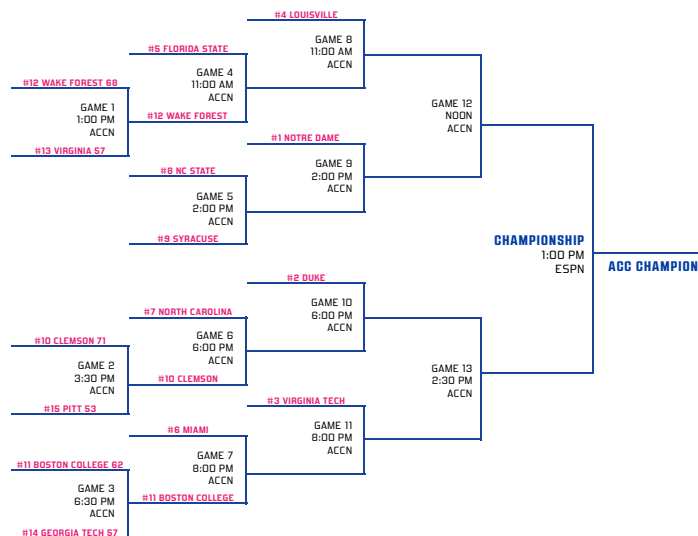 #4 LOUISVILLE
GAME 8
11:00 AM
ACCN
#5 FLORIDA STATE
GAME 4
11:00 AM
ACCN
#12 WAKE FOREST 68
GAME 1
1:00 PM
ACCN
#12 WAKE FOREST
#13 VIRGINIA 57
GAME 12
NOON
ACCN
#1 NOTRE DAME
GAME 9
2:00 PM
ACCN
#8 NC STATE
GAME 5
2:00 PM
ACCN
#9 SYRACUSE
CHAMPIONSHIP
1:00 PM
ESPN
ACC CHAMPION
#2 DUKE
GAME 10
6:00 PM
ACCN
#7 NORTH CAROLINA
GAME 6
6:00 PM
ACCN
#10 CLEMSON 71
GAME 2
3:30 PM
ACCN
#10 CLEMSON
#15 PITT 53
GAME 13
2:30 PM
ACCN
#3 VIRGINIA TECH
GAME 11
8:00 PM
ACCN
#6 MIAMI
GAME 7
8:00 PM
ACCN
#11 BOSTON COLLEGE 62
GAME 3
6:30 PM
ACCN
#11 BOSTON COLLEGE
#14 GEORGIA TECH 57